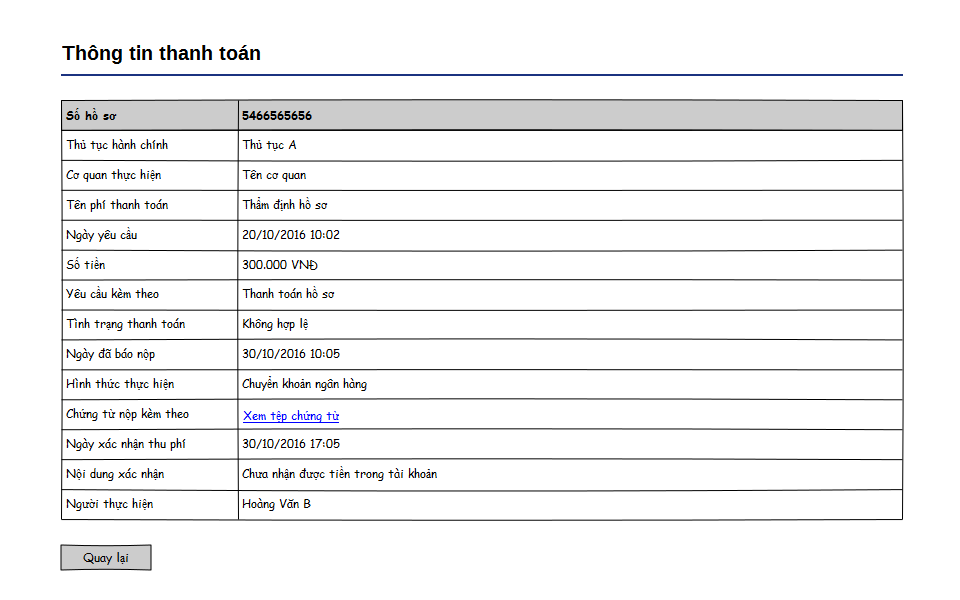 Thông tin thanh toán
Số hồ sơ 5466565656
Thủ tục hành chính Thủ tục A
Cơ quan thực hiện Tên cơ quan
Tên phí thanh toán Thẩm định hồ sơ
Ngày yêu cầu 20/10/2016 10:02
Số tiền 300.000 VNĐ
Yêu cầu kèm theo Thanh toán hồ sơ
Tình trạng thanh toán Không hợp lệ
Ngày đã báo nộp 30/10/2016 10:05
Hình thức thực hiện Chuyển khoản ngân hàng
Chứng từ nộp kèm theo Xem tệp chứng từ
Ngày xác nhận thu phí 30/10/2016 17:05
Nội dung xác nhận Chưa nhận được tiền trong tài khoản
Người thực hiện Hoàng Văn B
Quay lại